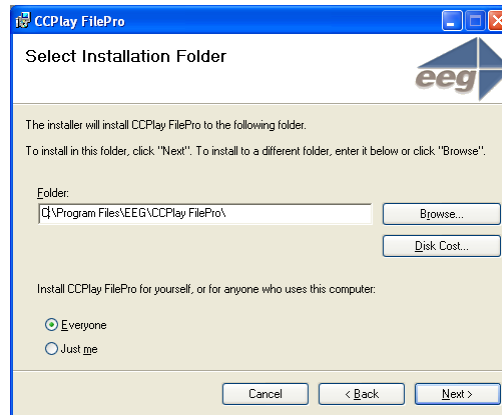 CCPlay FilePro
Select Installation Folder
eeg
The installer will install CCPlay FilePro to the following folder.
To install in this folder, click "Next". To install to a different folder, enter it below or click "Browse".
Folder:
C:\Program Files\EEG\CCPlay FilePro\
Browse...
Disk Cost...
Install CCPlay FilePro for yourself, or for anyone who uses this computer:
Everyone
Just me
Cancel
< Back
Next >